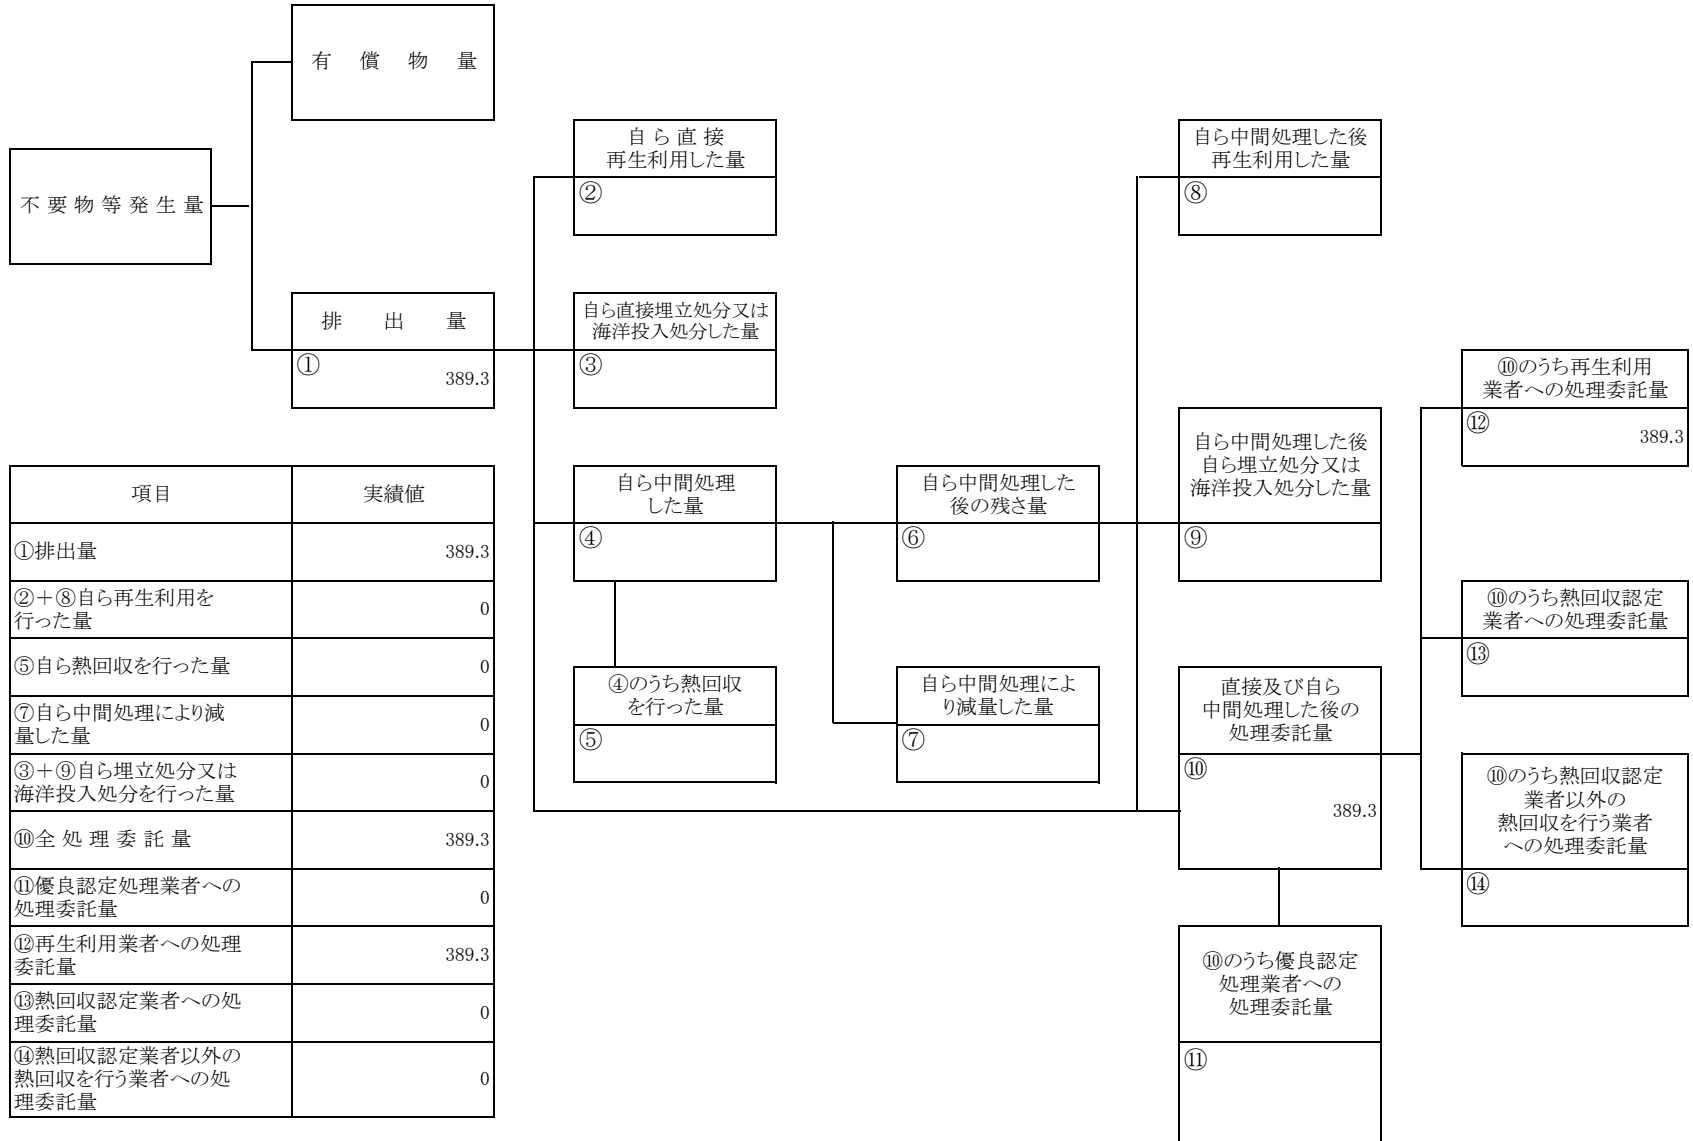 有償物量
不要物等発生量
排出量
①
389.3
自ら直接
再生利用した量
②
自ら直接埋立処分又は
海洋投入処分した量
③
自ら中間処理
した量
④
④のうち熱回収
を行った量
⑤
自ら中間処理した
後の残さ量
⑥
自ら中間処理によ
り減量した量
⑦
自ら中間処理した後
再生利用した量
⑧
自ら中間処理した後
自ら埋立処分又は
海洋投入処分した量
⑨
直接及び自ら
中間処理した後の
処理委託量
⑩
389.3
⑩のうち優良認定
処理業者への
処理委託量
⑪
⑩のうち再生利用
業者への処理委託量
⑫
389.3
⑩のうち熱回収認定
業者への処理委託量
⑬
⑩のうち熱回収認定
業者以外の
熱回収を行う業者
への処理委託量
⑭
項目 実績値
①排出量 389.3
②＋⑧自ら再生利用を
行った量 0
⑤自ら熱回収を行った量 0
⑦自ら中間処理により減
量した量 0
③＋⑨自ら埋立処分又は
海洋投入処分を行った量 0
⑩全処理委託量 389.3
⑪優良認定処理業者への
処理委託量 0
⑫再生利用業者への処理
委託量 389.3
⑬熱回収認定業者への処
理委託量 0
⑭熱回収認定業者以外の
熱回収を行う業者への処
理委託量 0